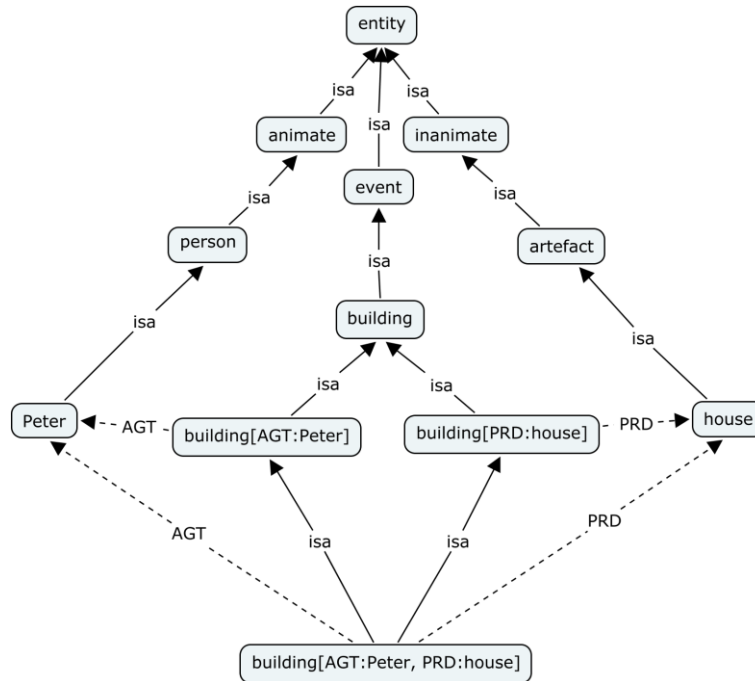 entity
isa
isa
isa
animate
inanimate
event
isa
isa
person
artefact
isa
building
isa
isa
isa
isa
Peter
AGT
building[AGT:Peter]
building[PRD:house]
PRD
house
AGT
PRD
isa
isa
building[AGT:Peter, PRD:house]